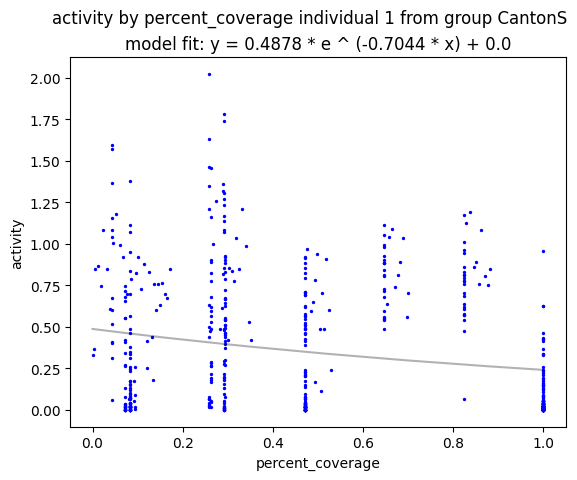 activity by percent_coverage individual 1 from group CantonS
model fit: y = 0.4878 * e ^ (-0.7044 * x) + 0.0
2.00
1.75
1.50
1.25
1.00
0.75
0.50
0.25
0.00
activity
0.0 0.2 0.4 0.6 0.8 1.0
percent_coverage